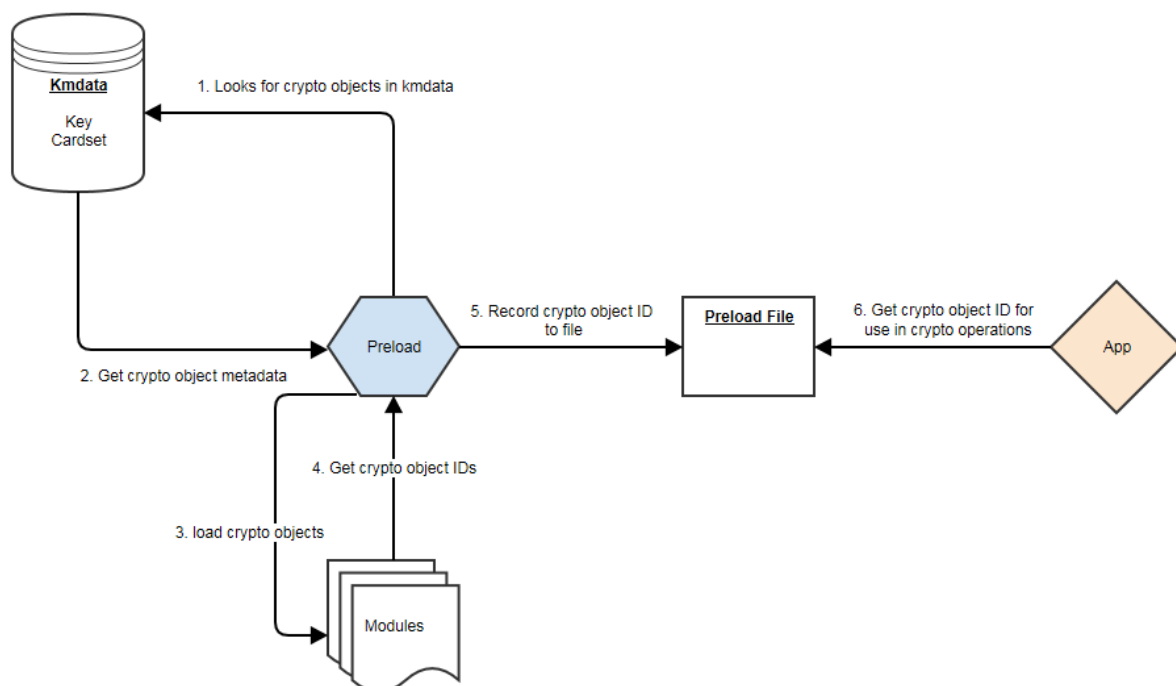 Kmdata
Key
Cardset
1. Looks for crypto objects in kmdata
2. Get crypto object metadata
Preload
3. load crypto objects
4. Get crypto object IDs
Modules
5. Record crypto object ID
to file
Preload File
6. Get crypto object ID for
use in crypto operations
App